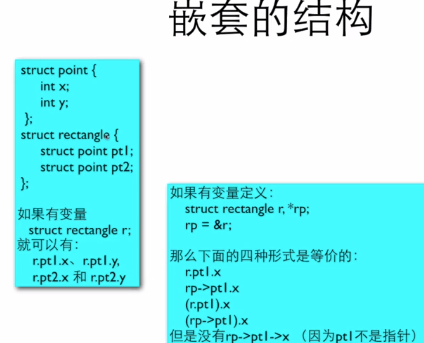 嵌套的结构
struct point {
int x;
int y;
};
struct rectangle {
struct point pt1;
struct point pt2;
};
如果有变量
struct rectangle r;
就可以有:
r.pt1.x、r.pt1.y,
r.pt2.x 和 r.pt2.y
如果有变量定义:
struct rectangle r, *rp;
rp = &r;
那么下面的四种形式是等价的:
r.pt1.x
rp->pt1.x
(r.pt1).x
(rp->pt1).x
但是没有rp->pt1->x (因为pt1不是指针)